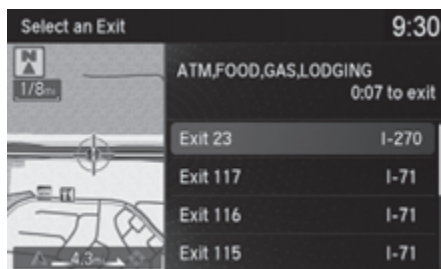 Select an Exit
9:30
N
1/8mi
ATM,FOOD,GAS,LODGING
0:07 to exit
Exit 23 I-270
Exit 117 I-71
Exit 116 I-71
Exit 115 I-71
4.3